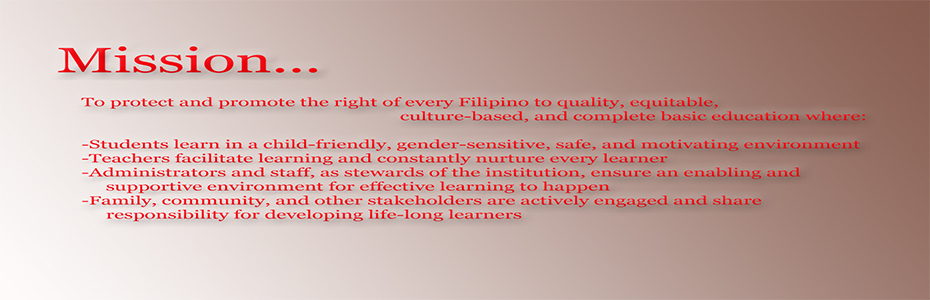 Mission...
To protect and promote the right of every Filipino to quality, equitable,
culture-based, and complete basic education where:
-Students learn in a child-friendly, gender-sensitive, safe, and motivating environment
-Teachers facilitate learning and constantly nurture every learner
-Administrators and staff, as stewards of the institution, ensure an enabling and
supportive environment for effective learning to happen
-Family, community, and other stakeholders are actively engaged and share
responsibility for developing life-long learners